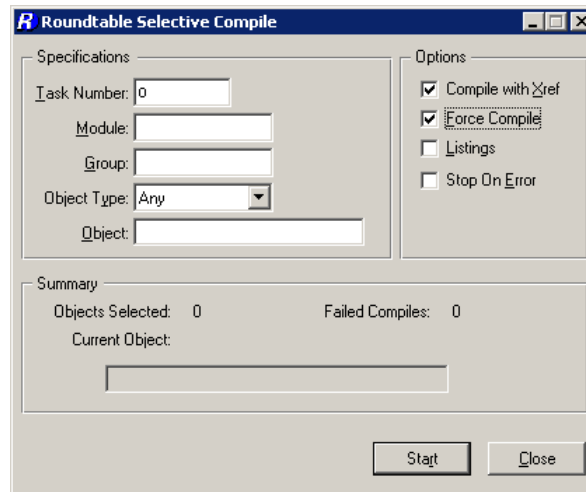 R Roundtable Selective Compile
Specifications
Task Number: 0
Module:
Group:
Object Type: Any
Object:
Options
Compile with Xref
Force Compile
Listings
Stop On Error
Summary
Objects Selected: 0 Failed Compiles: 0
Current Object:
Start Close